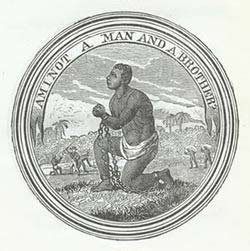 AM I NOT A MAN AND A BROTHER?